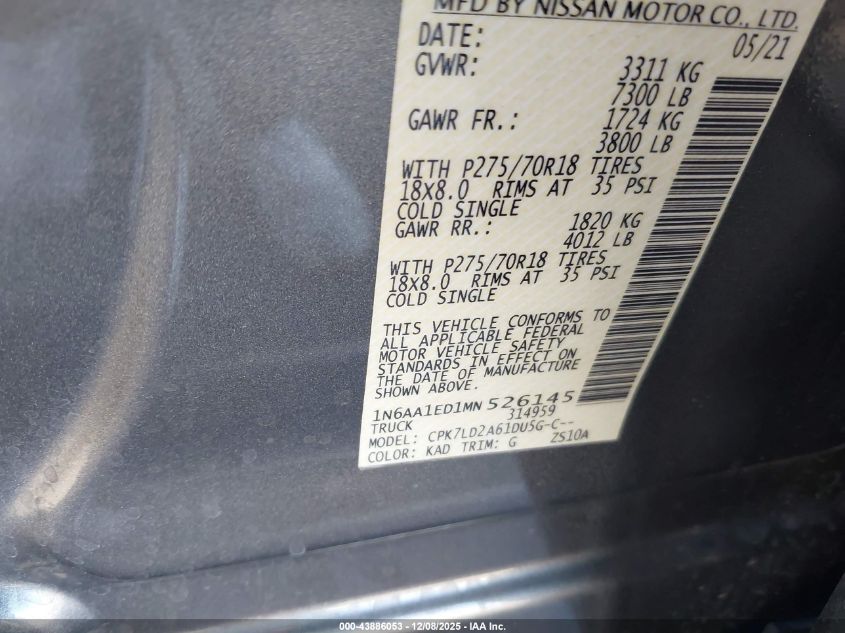 MFD BY NISSAN MOTOR CO., LTD.
DATE: 05/21
GVWR: 3311 KG
7300 LB
GAWR FR.: 1724 KG
3800 LB
WITH P275/70R18 TIRES
18X8.0 RIMS AT 35 PSI
COLD SINGLE
GAWR RR.: 1820 KG
4012 LB
WITH P275/70R18 TIRES
18X8.0 RIMS AT 35 PSI
COLD SINGLE
THIS VEHICLE CONFORMS TO
ALL APPLICABLE FEDERAL
MOTOR VEHICLE SAFETY
STANDARDS IN EFFECT ON
THE DATE OF MANUFACTURE
SHOWN ABOVE.
1N6AA1ED1MN526145
TRUCK 314959
MODEL: CPK7LD2A61DU5G-C--
COLOR: KAD TRIM: G ZS10A
000-43886053 - 12/08/2025 - IAA Inc.